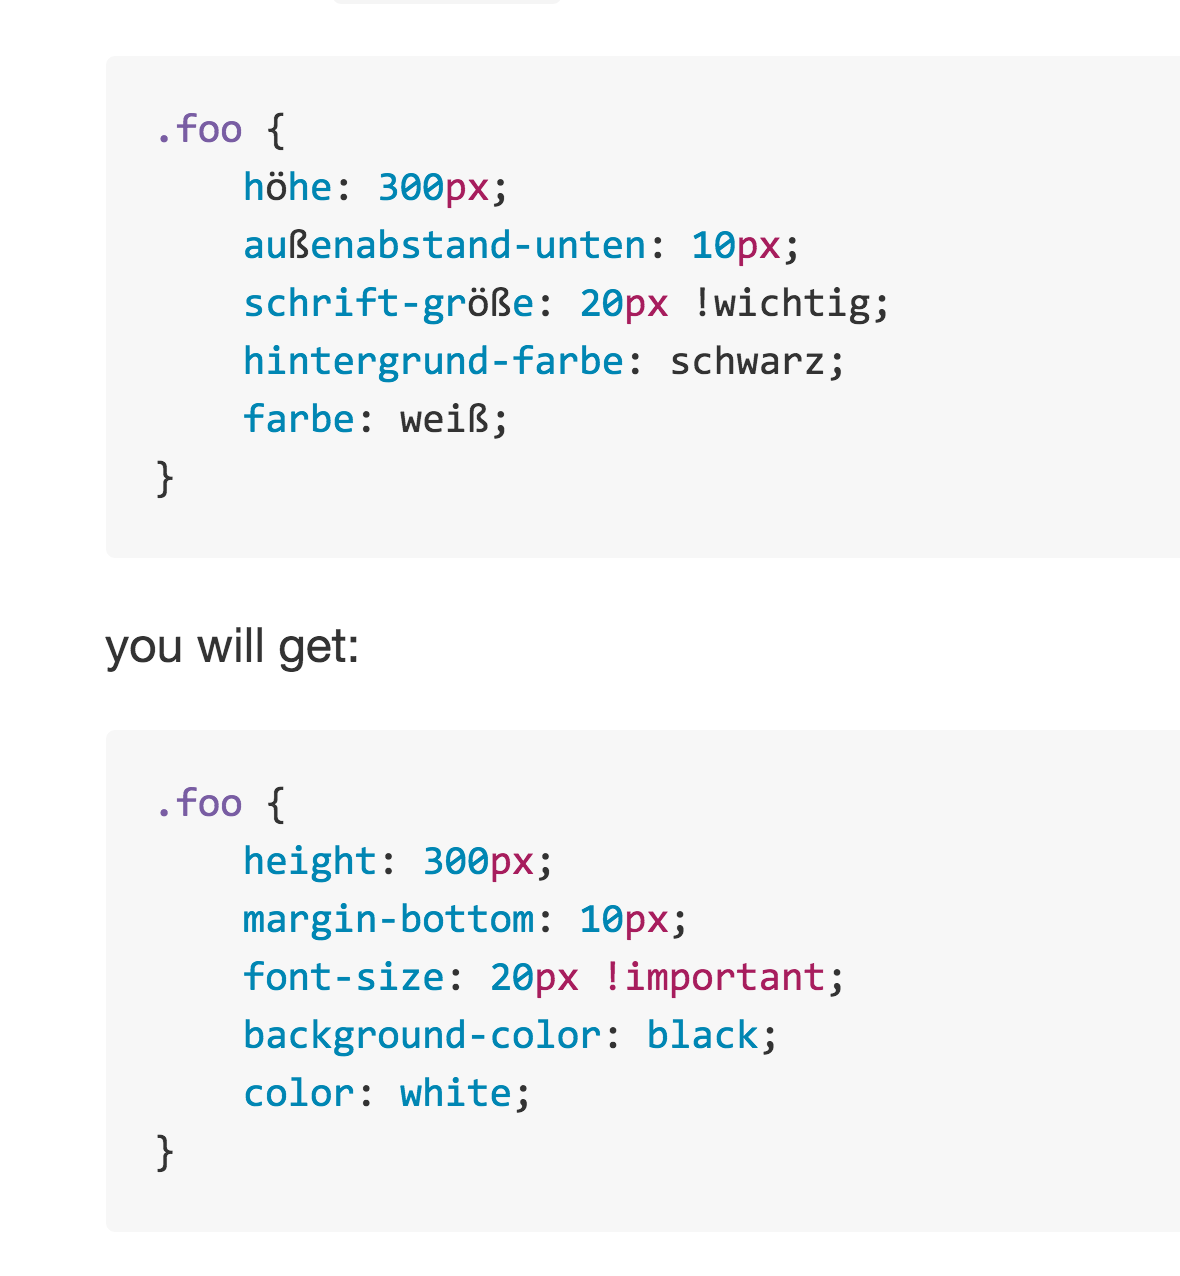 .foo {
    höhe: 300px;
    außenabstand-unten: 10px;
    schrift-größe: 20px !wichtig;
    hintergrund-farbe: schwarz;
    farbe: weiß;
}
you will get:
.foo {
    height: 300px;
    margin-bottom: 10px;
    font-size: 20px !important;
    background-color: black;
    color: white;
}